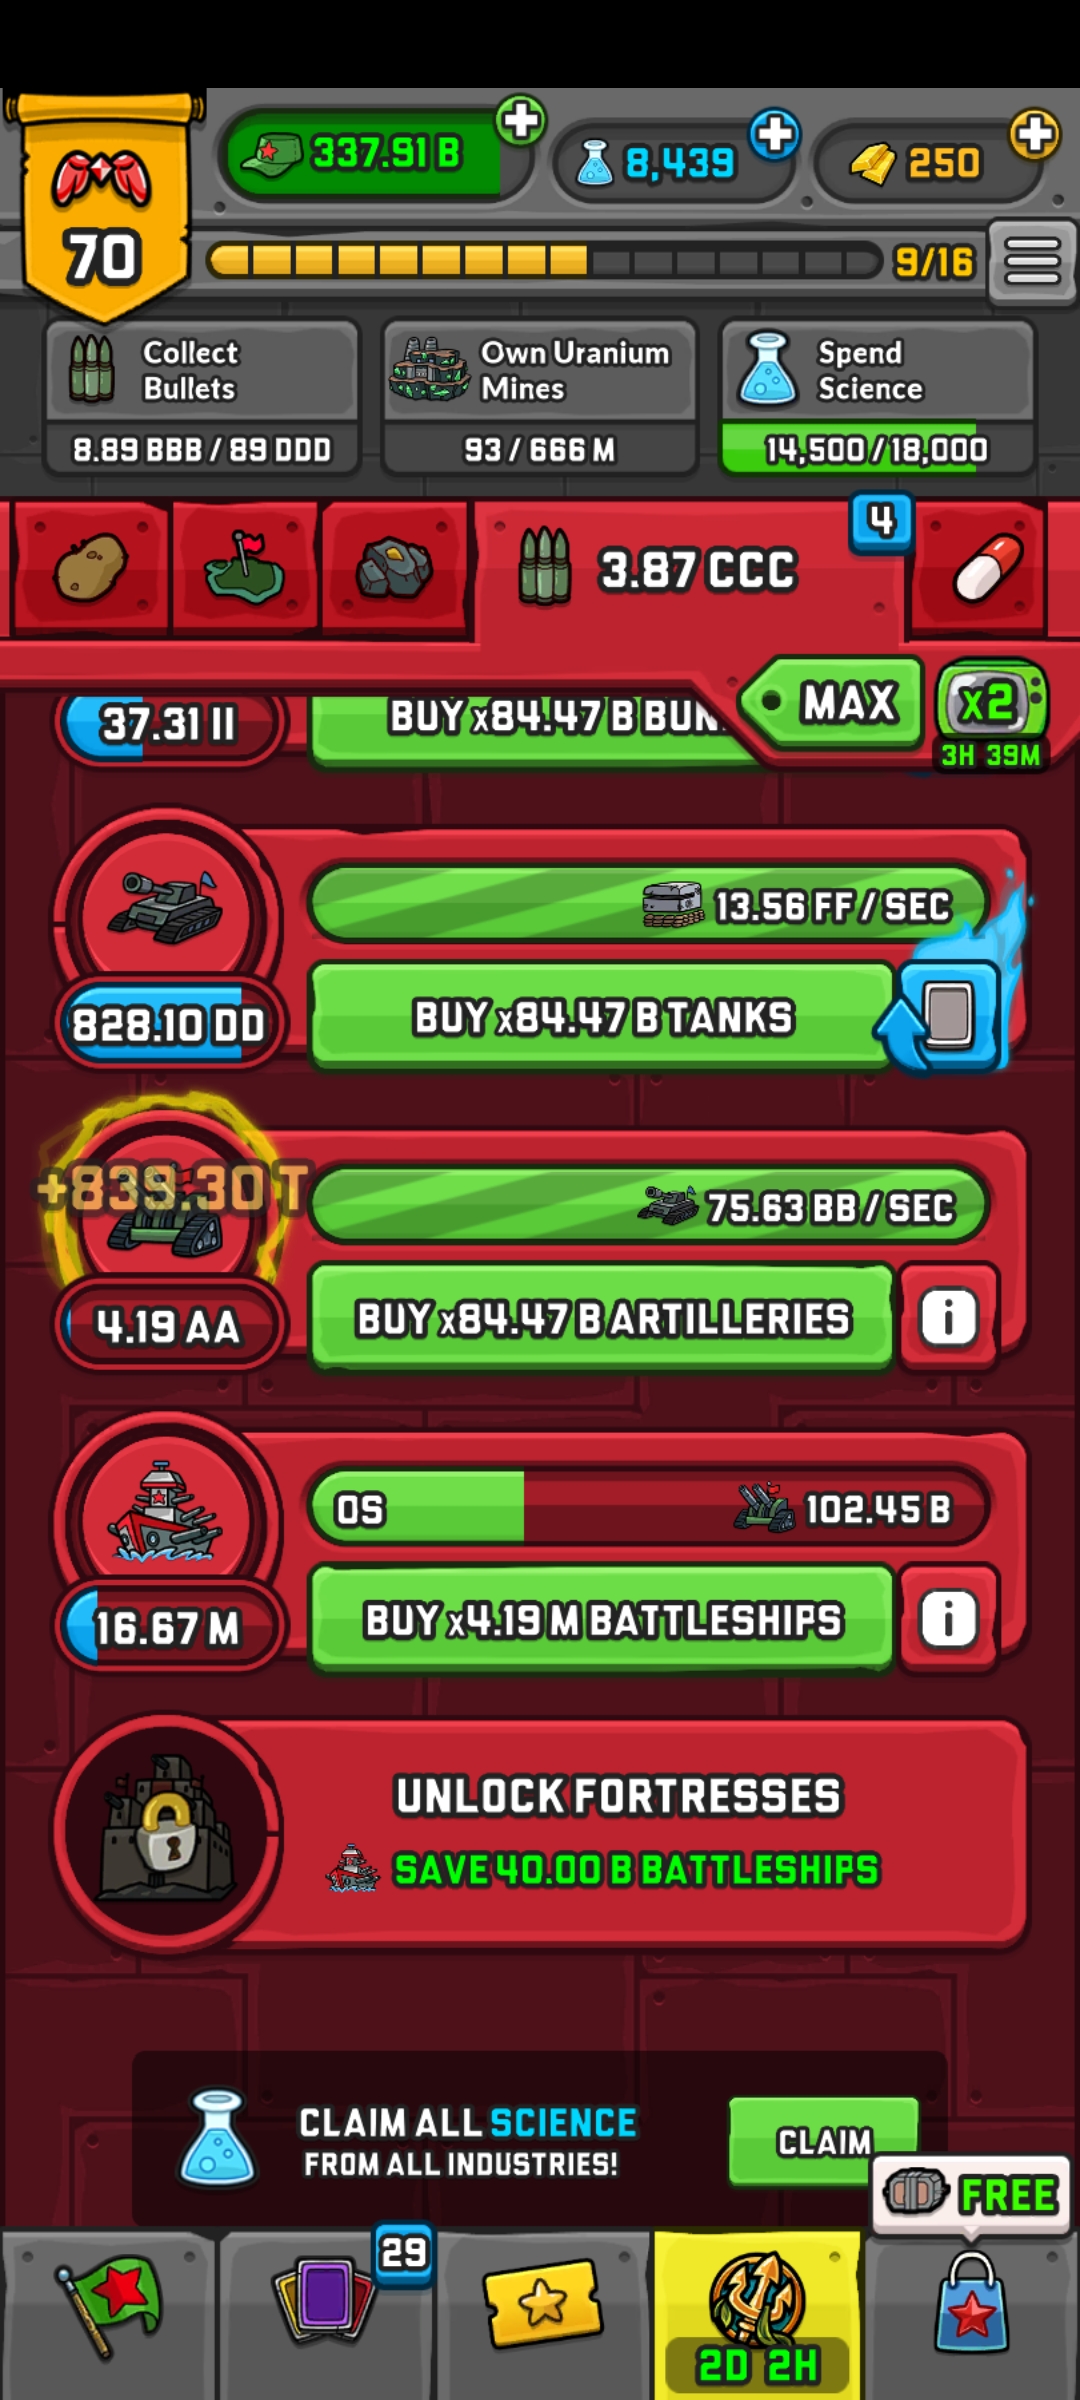 70
337.91 B
8,439
250
9/16
Collect
Bullets
8.89 BBB / 89 DDD
Own Uranium
Mines
93 / 666 M
Spend
Science
14,500/18,000
3.87 CCC
4
MAX
x2
3H 39M
37.31 II
BUY x84.47 B BUN
13.56 FF / SEC
828.10 DD
BUY x84.47 B TANKS
+839.30 T
75.63 BB / SEC
4.19 AA
BUY x84.47 B ARTILLERIES
i
0S
102.45 B
16.67 M
BUY x4.19 M BATTLESHIPS
i
UNLOCK FORTRESSES
SAVE 40.00 B BATTLESHIPS
CLAIM ALL SCIENCE
FROM ALL INDUSTRIES!
CLAIM
FREE
29
2D 2H